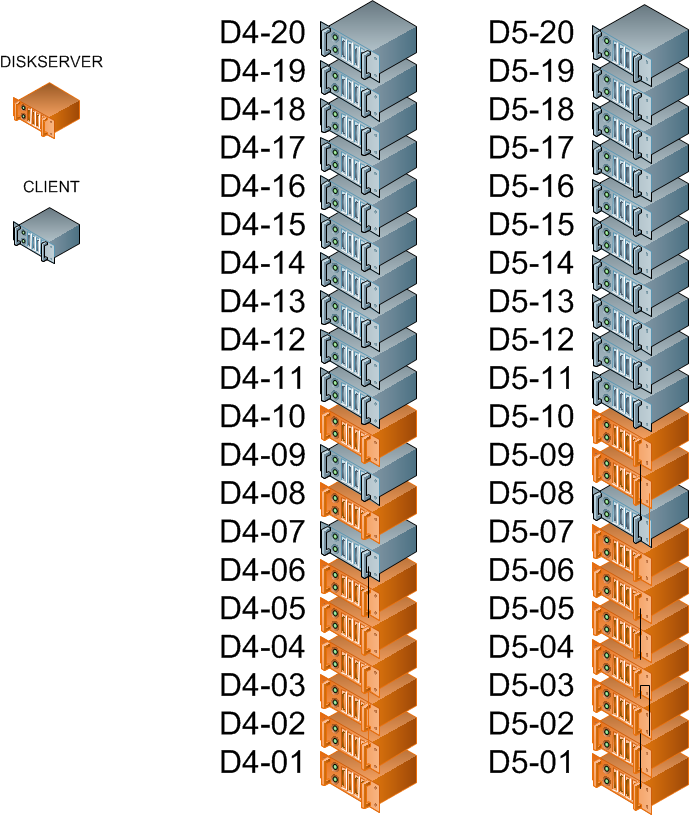 DISKSERVER
CLIENT
D4-20 D5-20
D4-19 D5-19
D4-18 D5-18
D4-17 D5-17
D4-16 D5-16
D4-15 D5-15
D4-14 D5-14
D4-13 D5-13
D4-12 D5-12
D4-11 D5-11
D4-10 D5-10
D4-09 D5-09
D4-08 D5-08
D4-07 D5-07
D4-06 D5-06
D4-05 D5-05
D4-04 D5-04
D4-03 D5-03
D4-02 D5-02
D4-01 D5-01